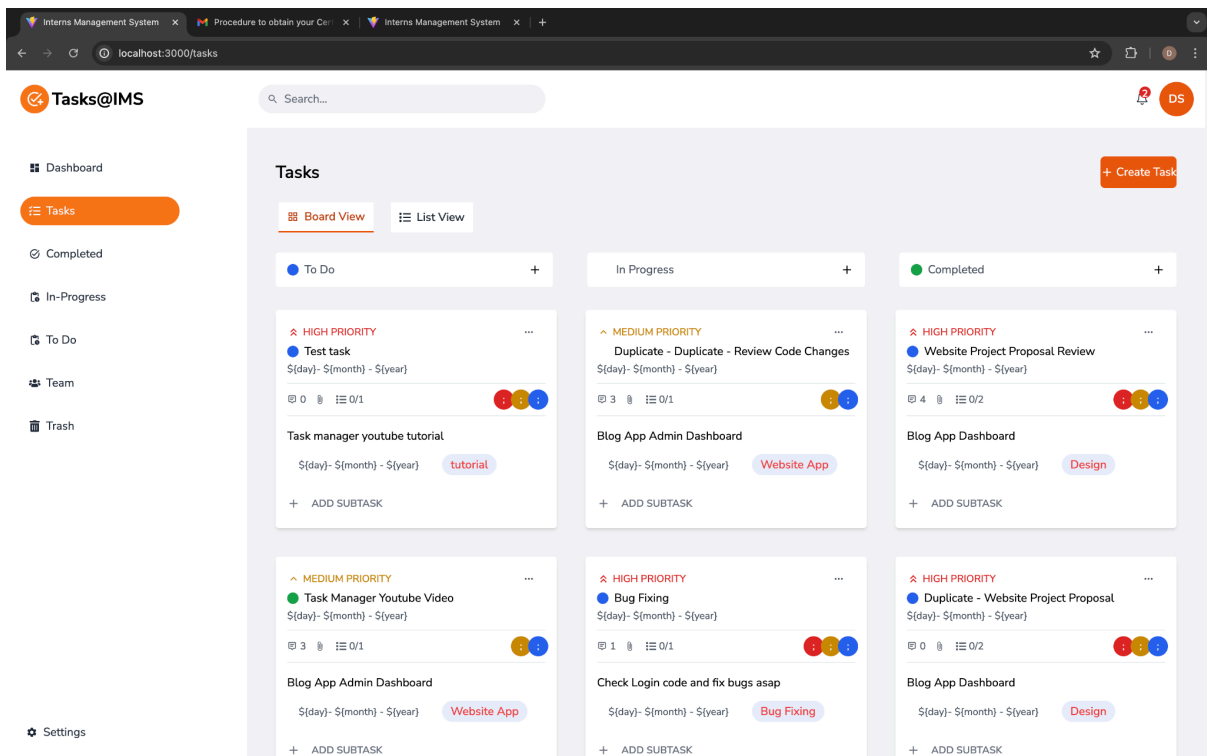 Interns Management System
Procedure to obtain your Cert
Interns Management System
localhost:3000/tasks
D
Tasks@IMS
Search...
2
DS
Dashboard
Tasks
Completed
In-Progress
To Do
Team
Trash
Settings
Tasks
+ Create Task
Board View
List View
To Do +
In Progress +
Completed +
HIGH PRIORITY ...
Test task
${day}- ${month} - ${year}
0 0/1 ; ; ;
Task manager youtube tutorial
${day}- ${month} - ${year} tutorial
+ ADD SUBTASK
MEDIUM PRIORITY ...
Duplicate - Duplicate - Review Code Changes
${day}- ${month} - ${year}
3 0/1 ; ;
Blog App Admin Dashboard
${day}- ${month} - ${year} Website App
+ ADD SUBTASK
HIGH PRIORITY ...
Website Project Proposal Review
${day}- ${month} - ${year}
4 0/2 ; ; ;
Blog App Dashboard
${day}- ${month} - ${year} Design
+ ADD SUBTASK
MEDIUM PRIORITY ...
Task Manager Youtube Video
${day}- ${month} - ${year}
3 0/1 ; ;
Blog App Admin Dashboard
${day}- ${month} - ${year} Website App
+ ADD SUBTASK
HIGH PRIORITY ...
Bug Fixing
${day}- ${month} - ${year}
1 0/1 ; ; ;
Check Login code and fix bugs asap
${day}- ${month} - ${year} Bug Fixing
+ ADD SUBTASK
HIGH PRIORITY ...
Duplicate - Website Project Proposal
${day}- ${month} - ${year}
0 0/2 ; ; ;
Blog App Dashboard
${day}- ${month} - ${year} Design
+ ADD SUBTASK